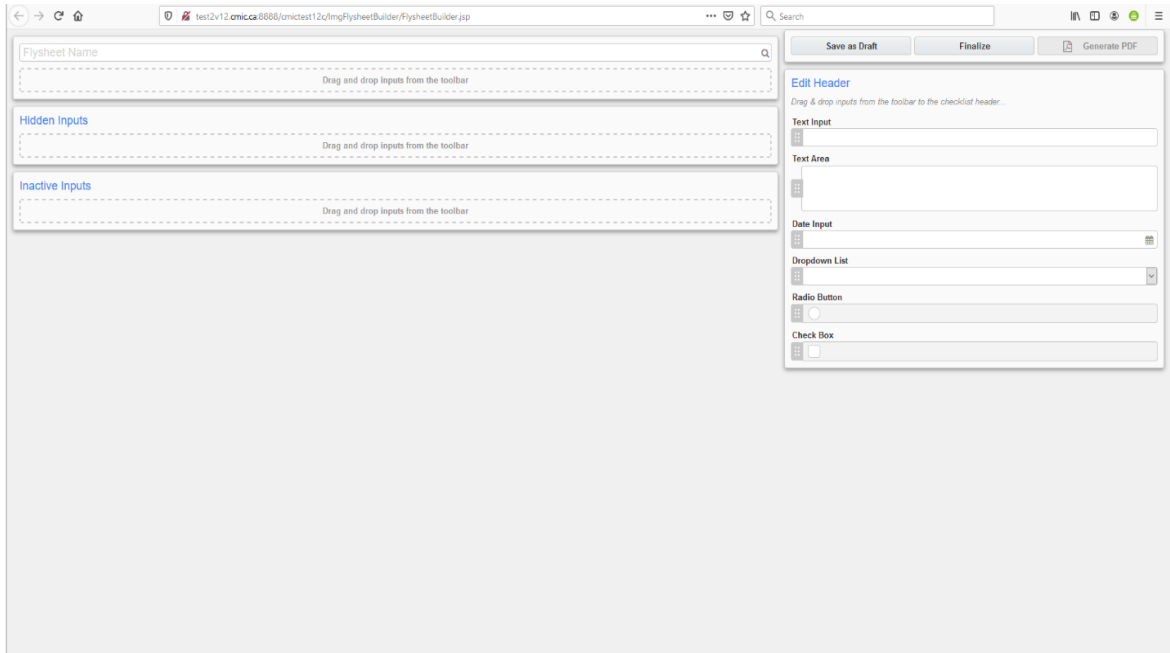 test2v12.cmic.ca:8888/cmictest12c/ImgFlysheetBuilder/FlysheetBuilder.jsp
Search
Flysheet Name
Drag and drop inputs from the toolbar
Hidden Inputs
Drag and drop inputs from the toolbar
Inactive Inputs
Drag and drop inputs from the toolbar
Save as Draft
Finalize
Generate PDF
Edit Header
Drag & drop inputs from the toolbar to the checklist header...
Text Input
Text Area
Date Input
Dropdown List
Radio Button
Check Box